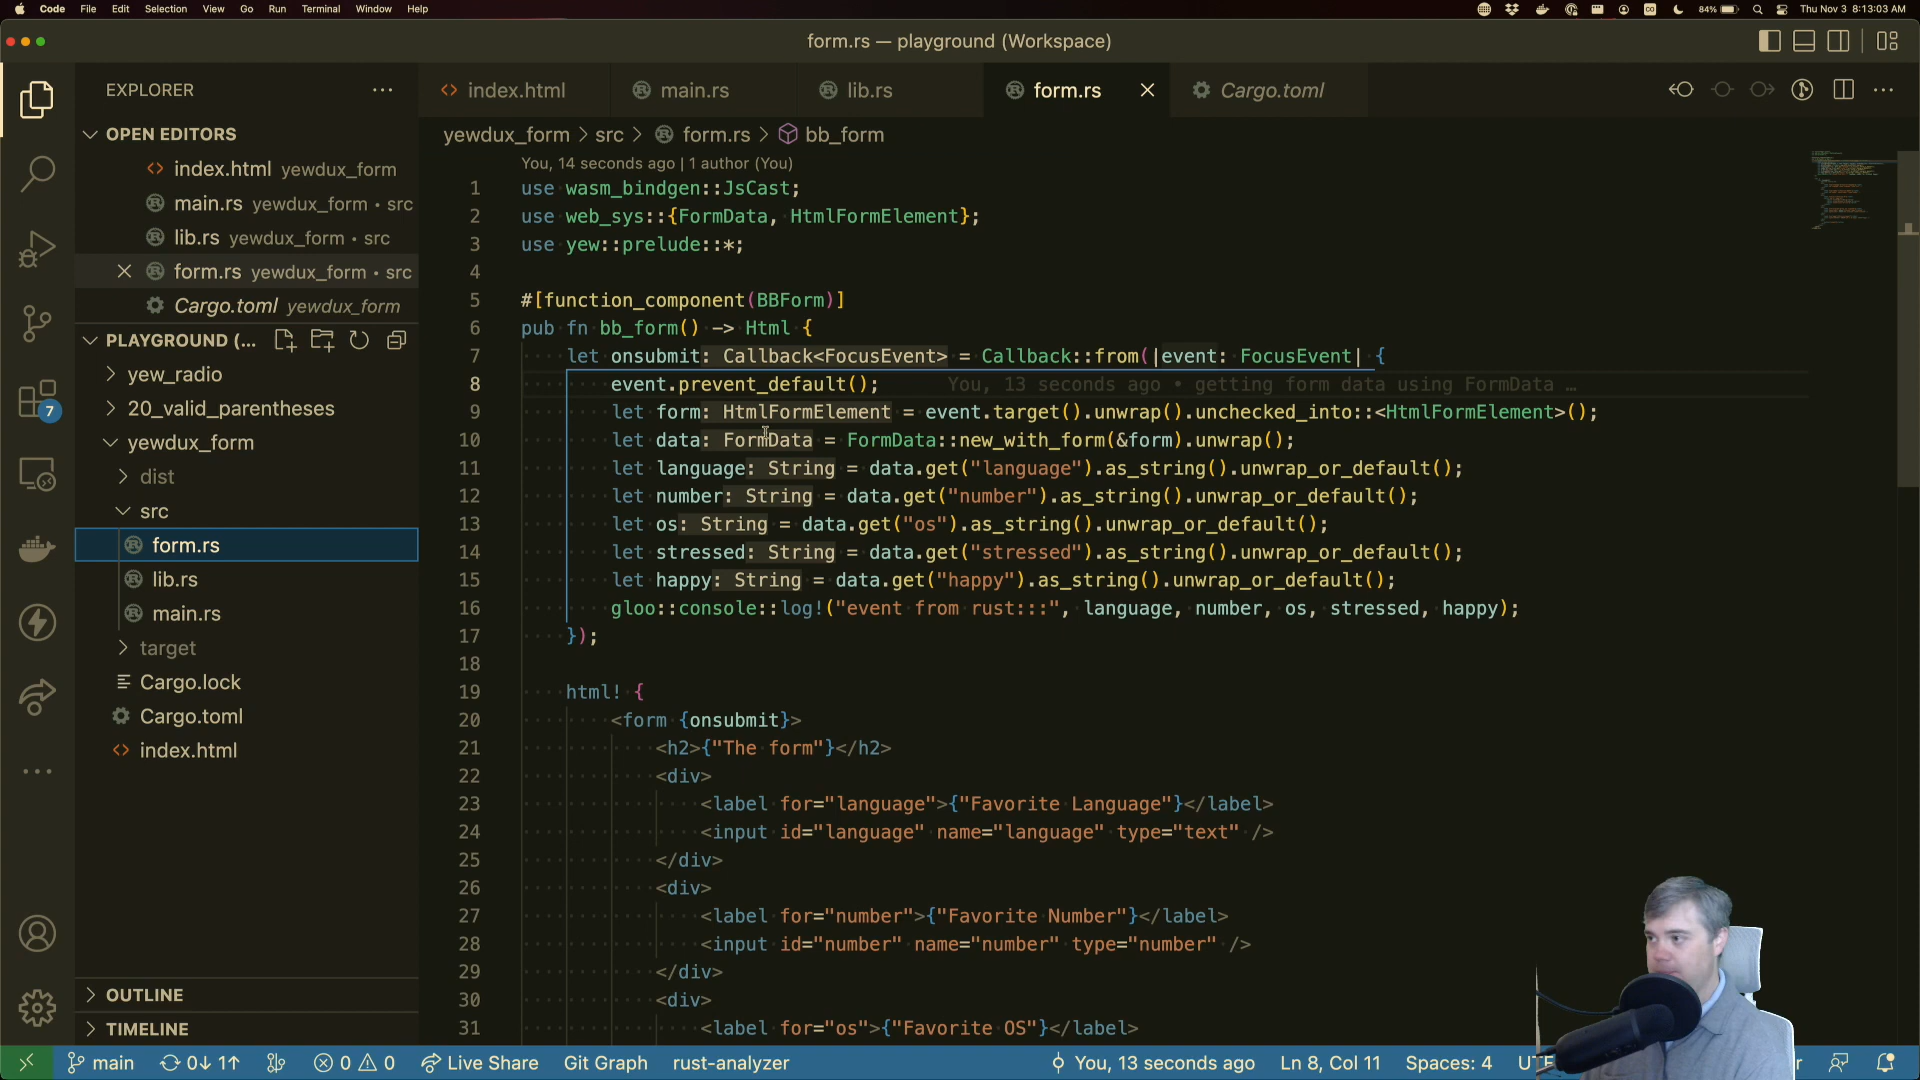 Code File Edit Selection View Go Run Terminal Window Help 84% Thu Nov 3 8:13:03 AM
form.rs — playground (Workspace)
EXPLORER
index.html main.rs lib.rs form.rs Cargo.toml
OPEN EDITORS
index.html yewdux_form
main.rs yewdux_form • src
lib.rs yewdux_form • src
form.rs yewdux_form • src
Cargo.toml yewdux_form
PLAYGROUND (...
yew_radio
20_valid_parentheses
yewdux_form
dist
src
form.rs
lib.rs
main.rs
target
Cargo.lock
Cargo.toml
index.html
7
OUTLINE
TIMELINE
yewdux_form > src > form.rs > bb_form
You, 14 seconds ago | 1 author (You)
1 use wasm_bindgen::JsCast;
2 use web_sys::{FormData, HtmlFormElement};
3 use yew::prelude::*;
4
5 #[function_component(BBForm)]
6 pub fn bb_form() -> Html {
7 let onsubmit: Callback<FocusEvent> = Callback::from(|event: FocusEvent| {
8 event.prevent_default(); You, 13 seconds ago • getting form data using FormData …
9 let form: HtmlFormElement = event.target().unwrap().unchecked_into::<HtmlFormElement>();
10 let data: FormData = FormData::new_with_form(&form).unwrap();
11 let language: String = data.get("language").as_string().unwrap_or_default();
12 let number: String = data.get("number").as_string().unwrap_or_default();
13 let os: String = data.get("os").as_string().unwrap_or_default();
14 let stressed: String = data.get("stressed").as_string().unwrap_or_default();
15 let happy: String = data.get("happy").as_string().unwrap_or_default();
16 gloo::console::log!("event from rust:::", language, number, os, stressed, happy);
17 });
18
19 html! {
20 <form {onsubmit}>
21 <h2>{"The form"}</h2>
22 <div>
23 <label for="language">{"Favorite Language"}</label>
24 <input id="language" name="language" type="text" />
25 </div>
26 <div>
27 <label for="number">{"Favorite Number"}</label>
28 <input id="number" name="number" type="number" />
29 </div>
30 <div>
31 <label for="os">{"Favorite OS"}</label>
main 0↓ 1↑ 0 0 Live Share Git Graph rust-analyzer You, 13 seconds ago Ln 8, Col 11 Spaces: 4